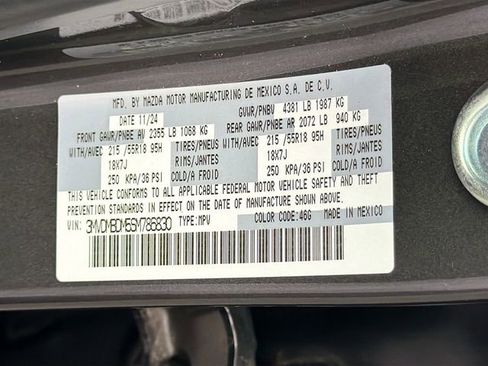 MFD. BY MAZDA MOTOR MANUFACTURING DE MEXICO S.A. DE C.V.
DATE 11/24 GVWR/PNBV 4381 LB 1987 KG
FRONT GAWR/PNBE AV 2355 LB 1068 KG REAR GAWR/PNBE AR 2072 LB 940 KG
WITH/AVEC 215 /55R18 95H TIRES/PNEUS WITH/AVEC 215 /55R18 95H TIRES/PNEUS
18X7J RIMS/JANTES 18X7J RIMS/JANTES
250 KPA/36 PSI COLD/A FROID 250 KPA/36 PSI COLD/A FROID
THIS VEHICLE CONFORMS TO ALL APPLICABLE FEDERAL MOTOR VEHICLE SAFETY AND THEFT
PREVENTION STANDARDS IN EFFECT ON THE DATE OF MANUFACTURE SHOWN ABOVE.
VIN: TYPE: MPV COLOR CODE: 46G MADE IN MEXICO